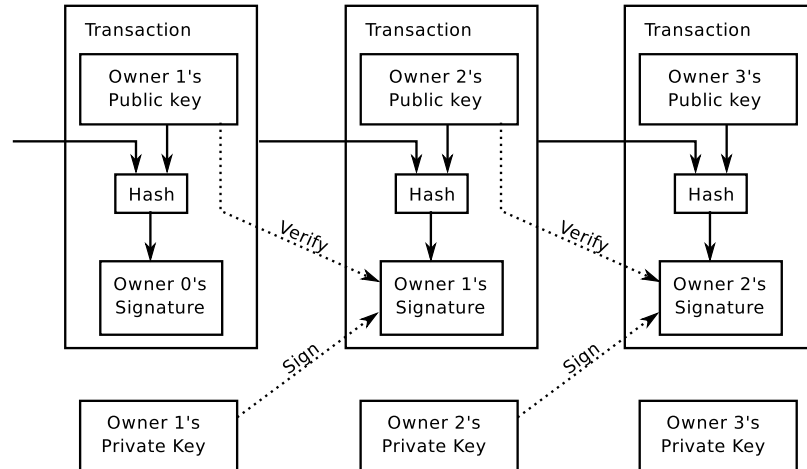 Transaction
Owner 1's
Public key
Hash
Owner 0's
Signature
Transaction
Owner 2's
Public key
Hash
Verify
Owner 1's
Signature
Sign
Transaction
Owner 3's
Public key
Hash
Verify
Owner 2's
Signature
Sign
Owner 1's
Private Key
Owner 2's
Private Key
Owner 3's
Private Key